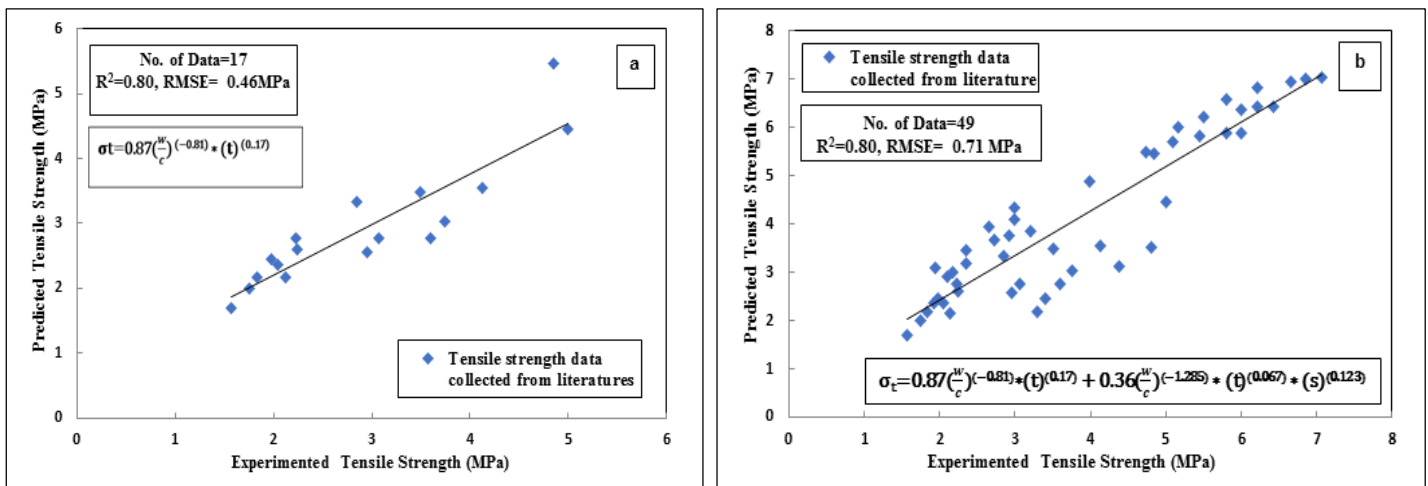 No. of Data=17
R²=0.80, RMSE= 0.46MPa
a
σt=0.87(w/c)^(-0.81) * (t)^(0.17)
Tensile strength data
collected from literatures
Predicted Tensile Strength (MPa)
6
5
4
3
2
1
0
0 1 2 3 4 5 6
Experimented Tensile Strength (MPa)
Tensile strength data
collected from literature
b
No. of Data=49
R²=0.80, RMSE= 0.71 MPa
σt=0.87(w/c)^(-0.81)*(t)^(0.17) + 0.36(w/c)^(-1.285) * (t)^(0.067) * (s)^(0.123)
Predicted Tensile Strength (MPa)
8
7
6
5
4
3
2
1
0
0 1 2 3 4 5 6 7 8
Experimented Tensile Strength (MPa)